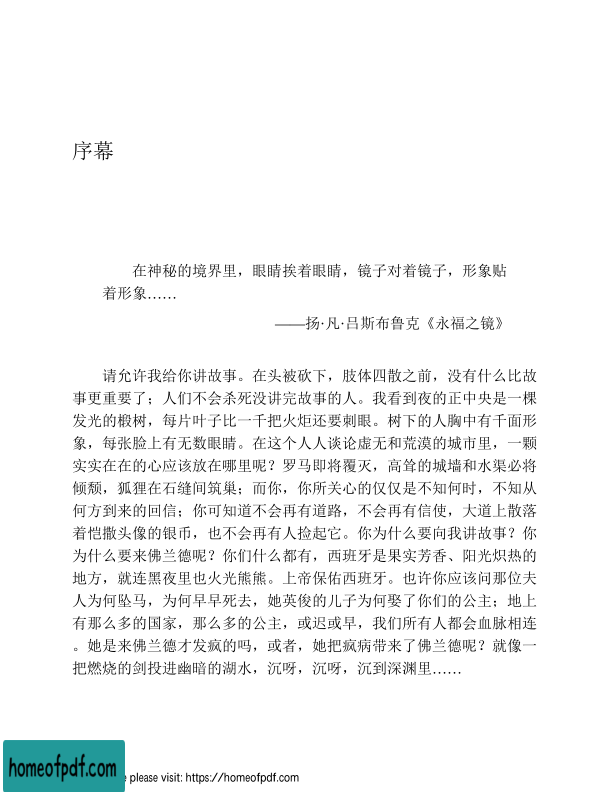 序幕
在神秘的境界里，眼睛挨着眼睛，镜子对着镜子，形象贴
着形象……
——扬·凡·吕斯布鲁克《永福之镜》
请允许我给你讲故事。在头被砍下，肢体四散之前，没有什么比故
事更重要了；人们不会杀死没讲完故事的人。我看到夜的正中央是一棵
发光的椴树，每片叶子比一千把火炬还要刺眼。树下的人胸中有千面形
象，每张脸上有无数眼睛。在这个人人谈论虚无和荒漠的城市里，一颗
实实在在的心应该放在哪里呢？罗马即将覆灭，高耸的城墙和水渠必将
倾颓，狐狸在石缝间筑巢；而你，你所关心的仅仅是不知何时，不知从
何方到来的回信；你可知道不会再有道路，不会再有信使，大道上散落
着恺撒头像的银币，也不会再有人捡起它。你为什么要向我讲故事？你
为什么要来佛兰德呢？你们什么都有，西班牙是果实芳香、阳光炽热的
地方，就连黑夜里也火光熊熊。上帝保佑西班牙。也许你应该问那位夫
人为何坠马，为何早早死去，她英俊的儿子为何娶了你们的公主；地上
有那么多的国家，那么多的公主，或迟或早，我们所有人都会血脉相连
。她是来佛兰德才发疯的吗，或者，她把疯病带来了佛兰德呢？就像一
把燃烧的剑投进幽暗的湖水，沉呀，沉呀，沉到深渊里……
homeofpdf.com
e please visit: https://homeofpdf.com